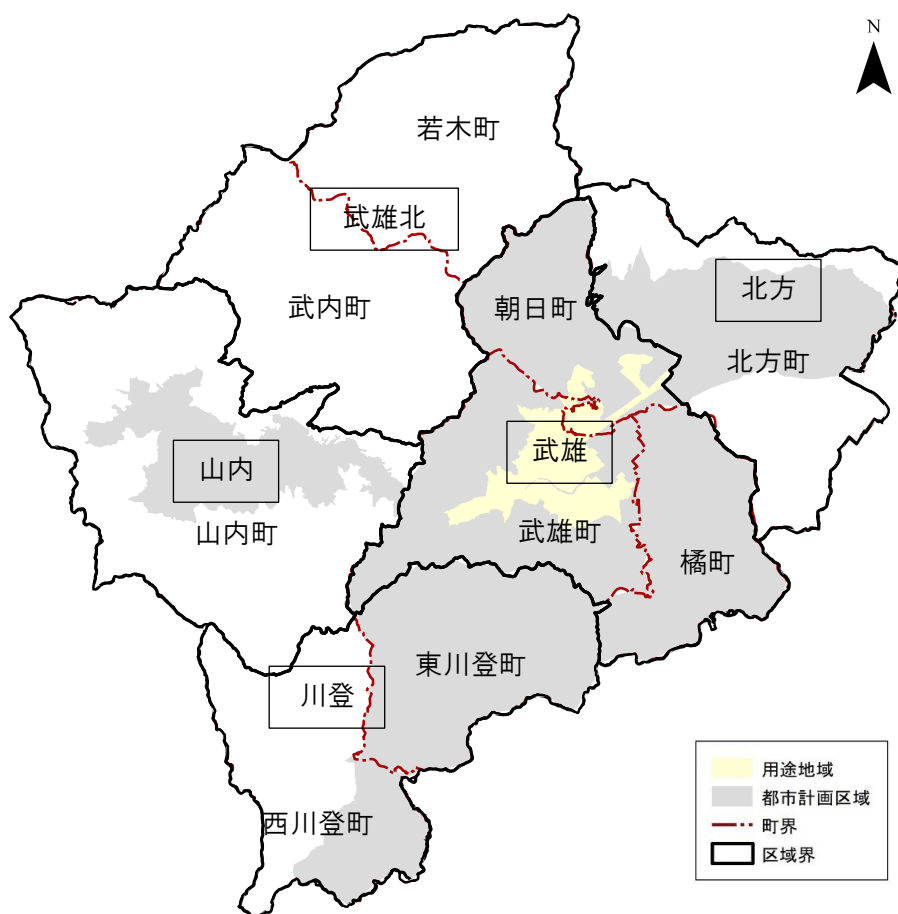 N
若木町
武雄北
武内町
朝日町
北方
北方町
山内
山内町
武雄
武雄町
橘町
東川登町
川登
西川登町
用途地域
都市計画区域
町界
区域界